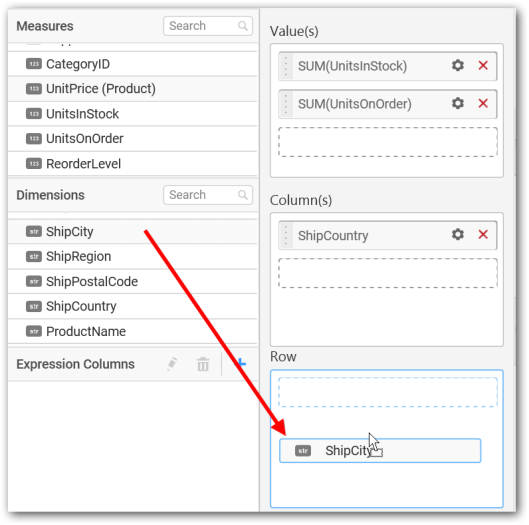 Measures
Search
123 CategoryID
123 UnitPrice (Product)
123 UnitsInStock
123 UnitsOnOrder
123 ReorderLevel
Dimensions
Search
str ShipCity
str ShipRegion
str ShipPostalCode
str ShipCountry
str ProductName
Expression Columns
Value(s)
SUM(UnitsInStock)
SUM(UnitsOnOrder)
Column(s)
ShipCountry
Row
str ShipCity